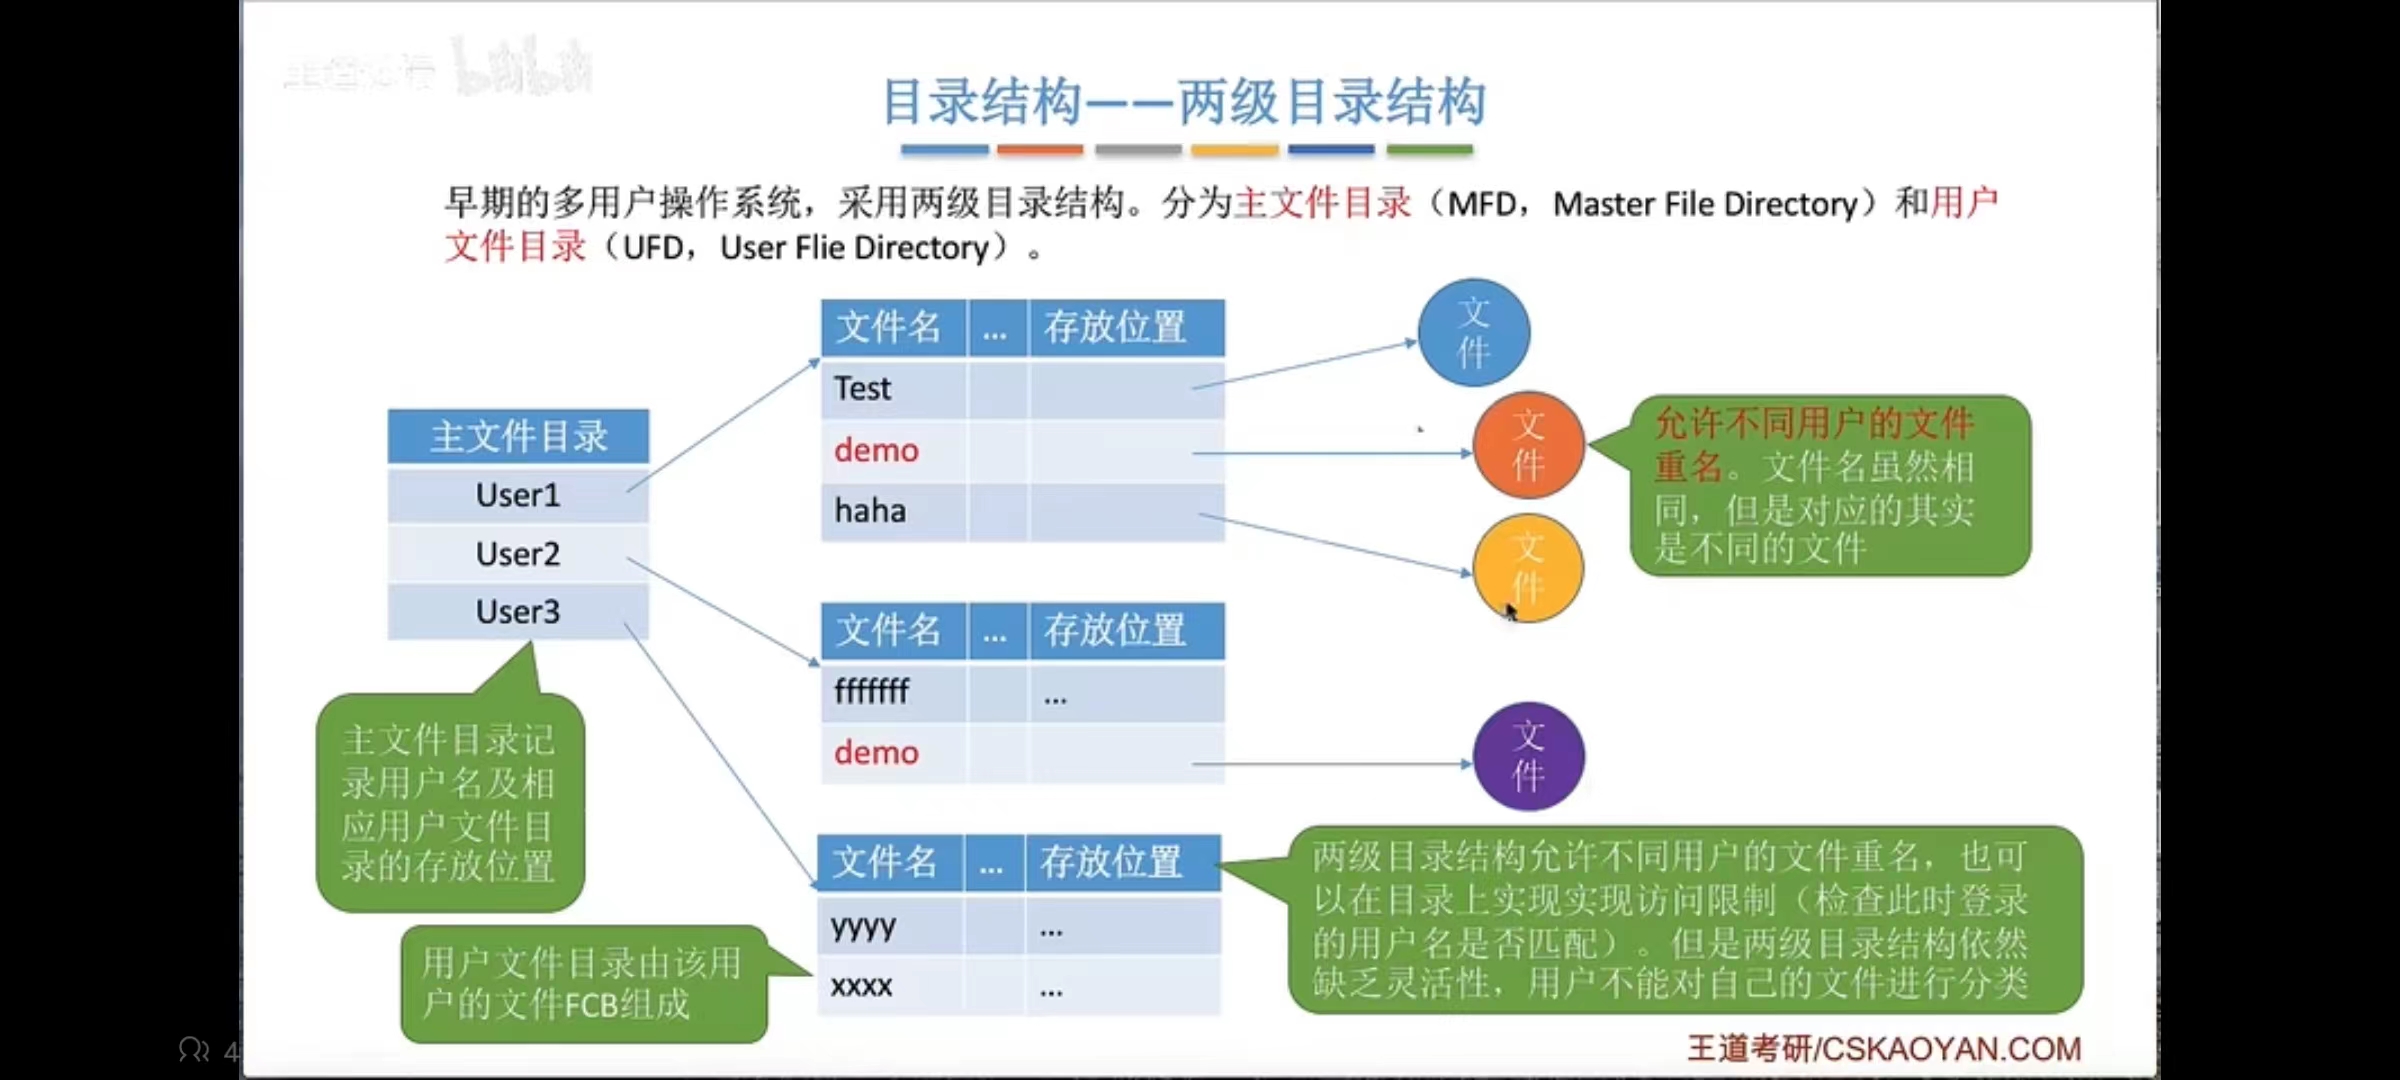 目录结构——两级目录结构
早期的多用户操作系统，采用两级目录结构。分为主文件目录（MFD，Master File Directory）和用户
文件目录（UFD，User Flie Directory）。
主文件目录
User1
User2
User3
文件名 ... 存放位置
Test
demo
haha
文件名 ... 存放位置
fffffff ...
demo
文件名 ... 存放位置
yyyy ...
xxxx ...
文
件
文
件
文
件
文
件
允许不同用户的文件
重名。文件名虽然相
同，但是对应的其实
是不同的文件
主文件目录记
录用户名及相
应用户文件目
录的存放位置
用户文件目录由该用
户的文件FCB组成
两级目录结构允许不同用户的文件重名，也可
以在目录上实现实现访问限制（检查此时登录
的用户名是否匹配）。但是两级目录结构依然
缺乏灵活性，用户不能对自己的文件进行分类
王道考研/CSKAOYAN.COM
4